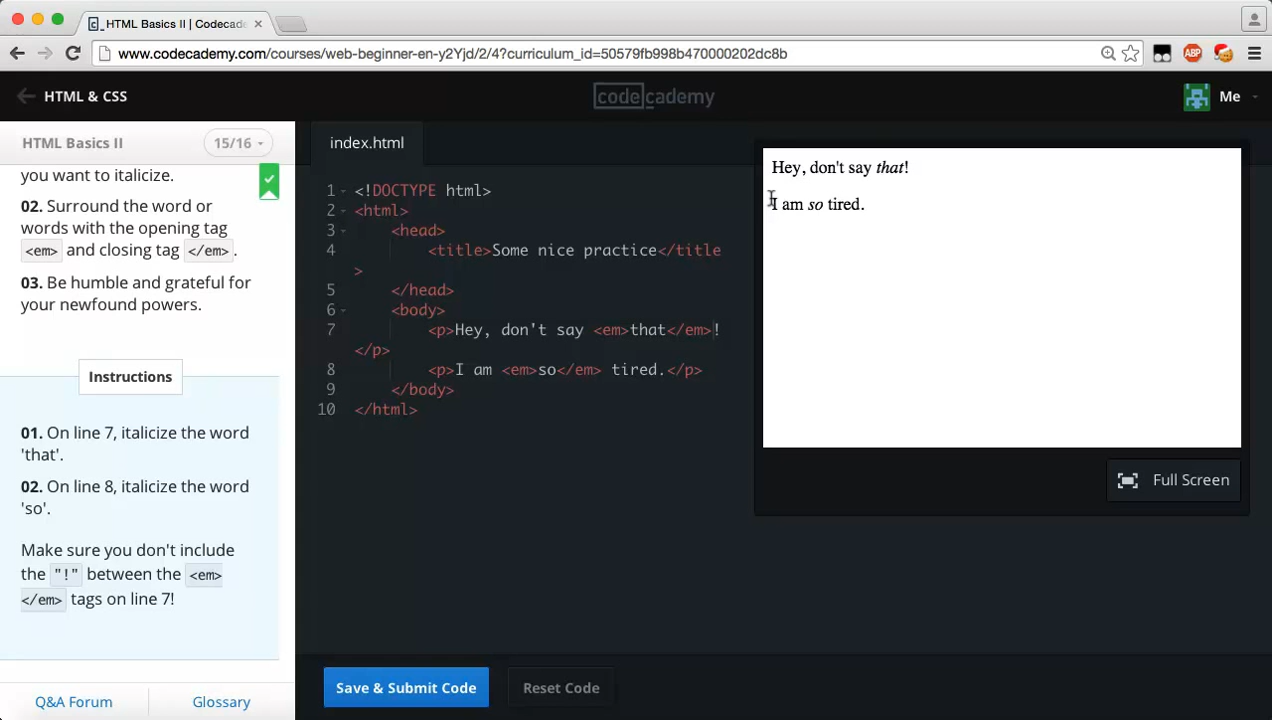 HTML Basics II | Codecad
www.codecademy.com/courses/web-beginner-en-y2Yjd/2/4?curriculum_id=50579fb998b470000202dc8b
ABP
HTML & CSS
codecademy
Me
HTML Basics II
15/16
you want to italicize.
02. Surround the word or
words with the opening tag
<em> and closing tag </em>.
03. Be humble and grateful for
your newfound powers.
Instructions
01. On line 7, italicize the word
'that'.
02. On line 8, italicize the word
'so'.
Make sure you don't include
the "!" between the <em>
</em> tags on line 7!
Q&A Forum
Glossary
index.html
1 <!DOCTYPE html>
2 <html>
3 <head>
4 <title>Some nice practice</title
>
5 </head>
6 <body>
7 <p>Hey, don't say <em>that</em>!
</p>
8 <p>I am <em>so</em> tired.</p>
9 </body>
10 </html>
Save & Submit Code
Reset Code
Hey, don't say that!
I am so tired.
Full Screen